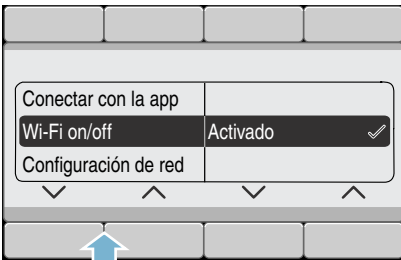 Conectar con la app
Wi-Fi on/off Activado
Configuración de red